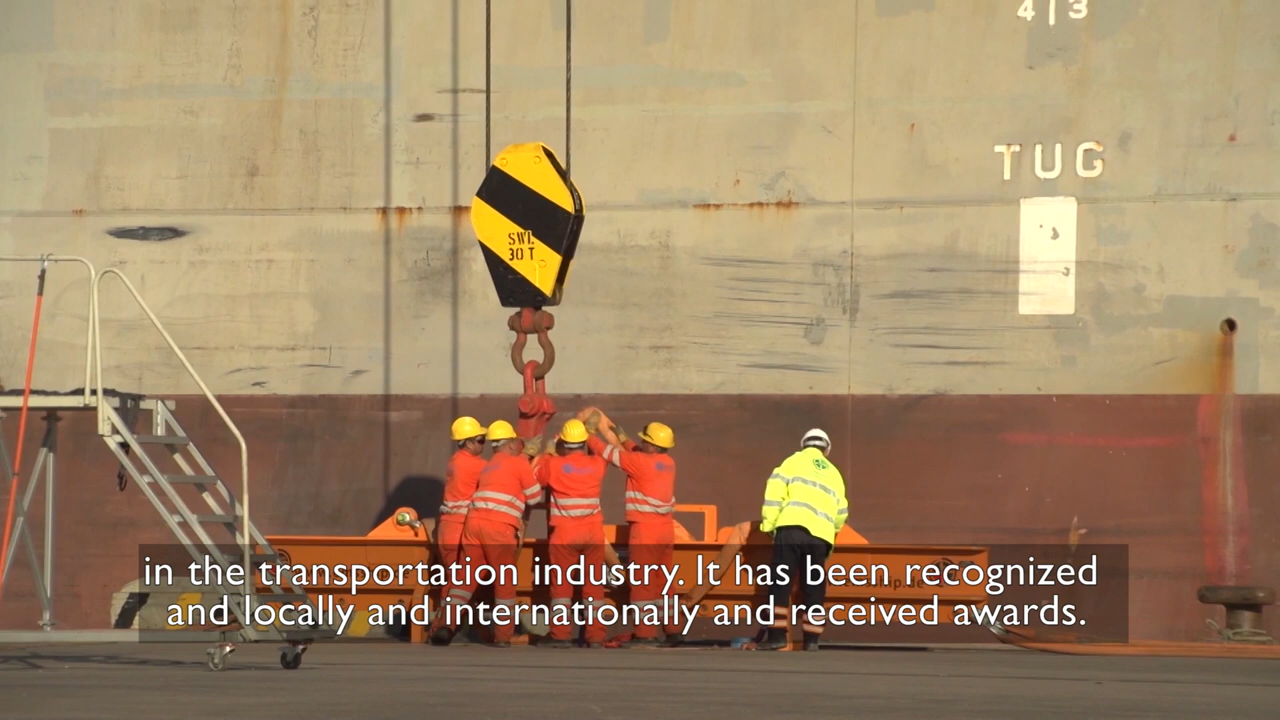 4|3
TUG
SWL
30 T
in the transportation industry. It has been recognized
and locally and internationally and received awards.